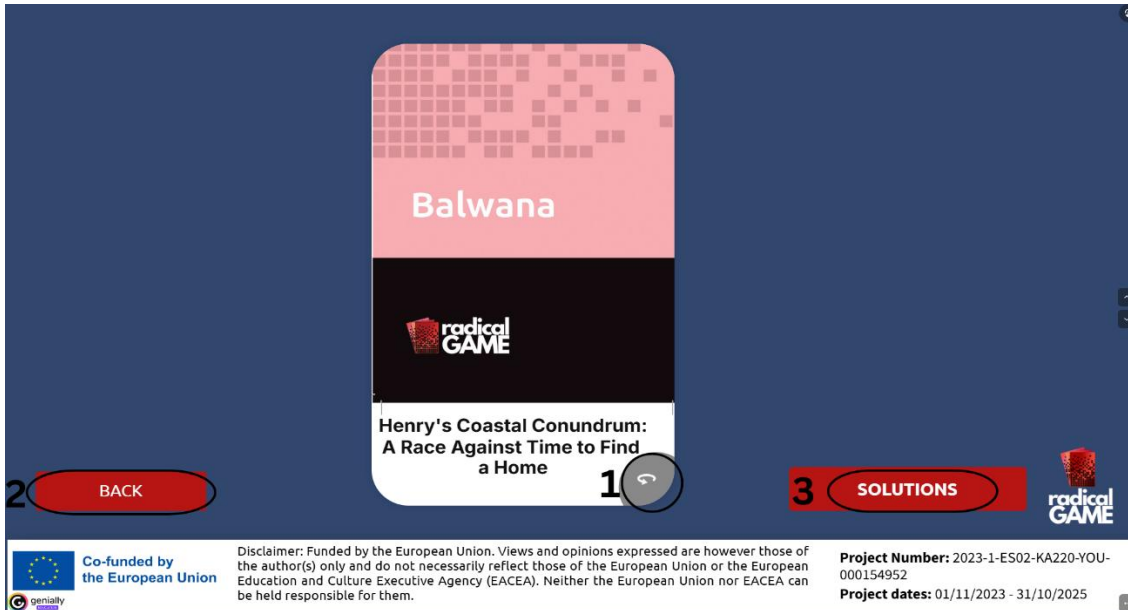 Balwana
radical
GAME
Henry's Coastal Conundrum:
A Race Against Time to Find
a Home
1
2
BACK
3
SOLUTIONS
radical
GAME
Co-funded by
the European Union
genially
Disclaimer: Funded by the European Union. Views and opinions expressed are however those of
the author(s) only and do not necessarily reflect those of the European Union or the European
Education and Culture Executive Agency (EACEA). Neither the European Union nor EACEA can
be held responsible for them.
Project Number: 2023-1-ES02-KA220-YOU-
000154952
Project dates: 01/11/2023 - 31/10/2025